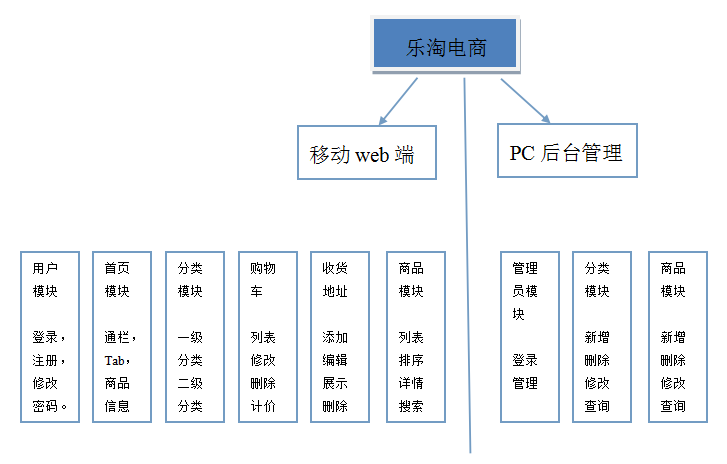 乐淘电商
移动 web 端
PC 后台管理
用户
模块
登录，
注册，
修改
密码。
首页
模块
通栏，
Tab，
商品
信息
分类
模块
一级
分类
二级
分类
购物
车
列表
修改
删除
计价
收货
地址
添加
编辑
展示
删除
商品
模块
列表
排序
详情
搜索
管理
员模
块
登录
管理
分类
模块
新增
删除
修改
查询
商品
模块
新增
删除
修改
查询